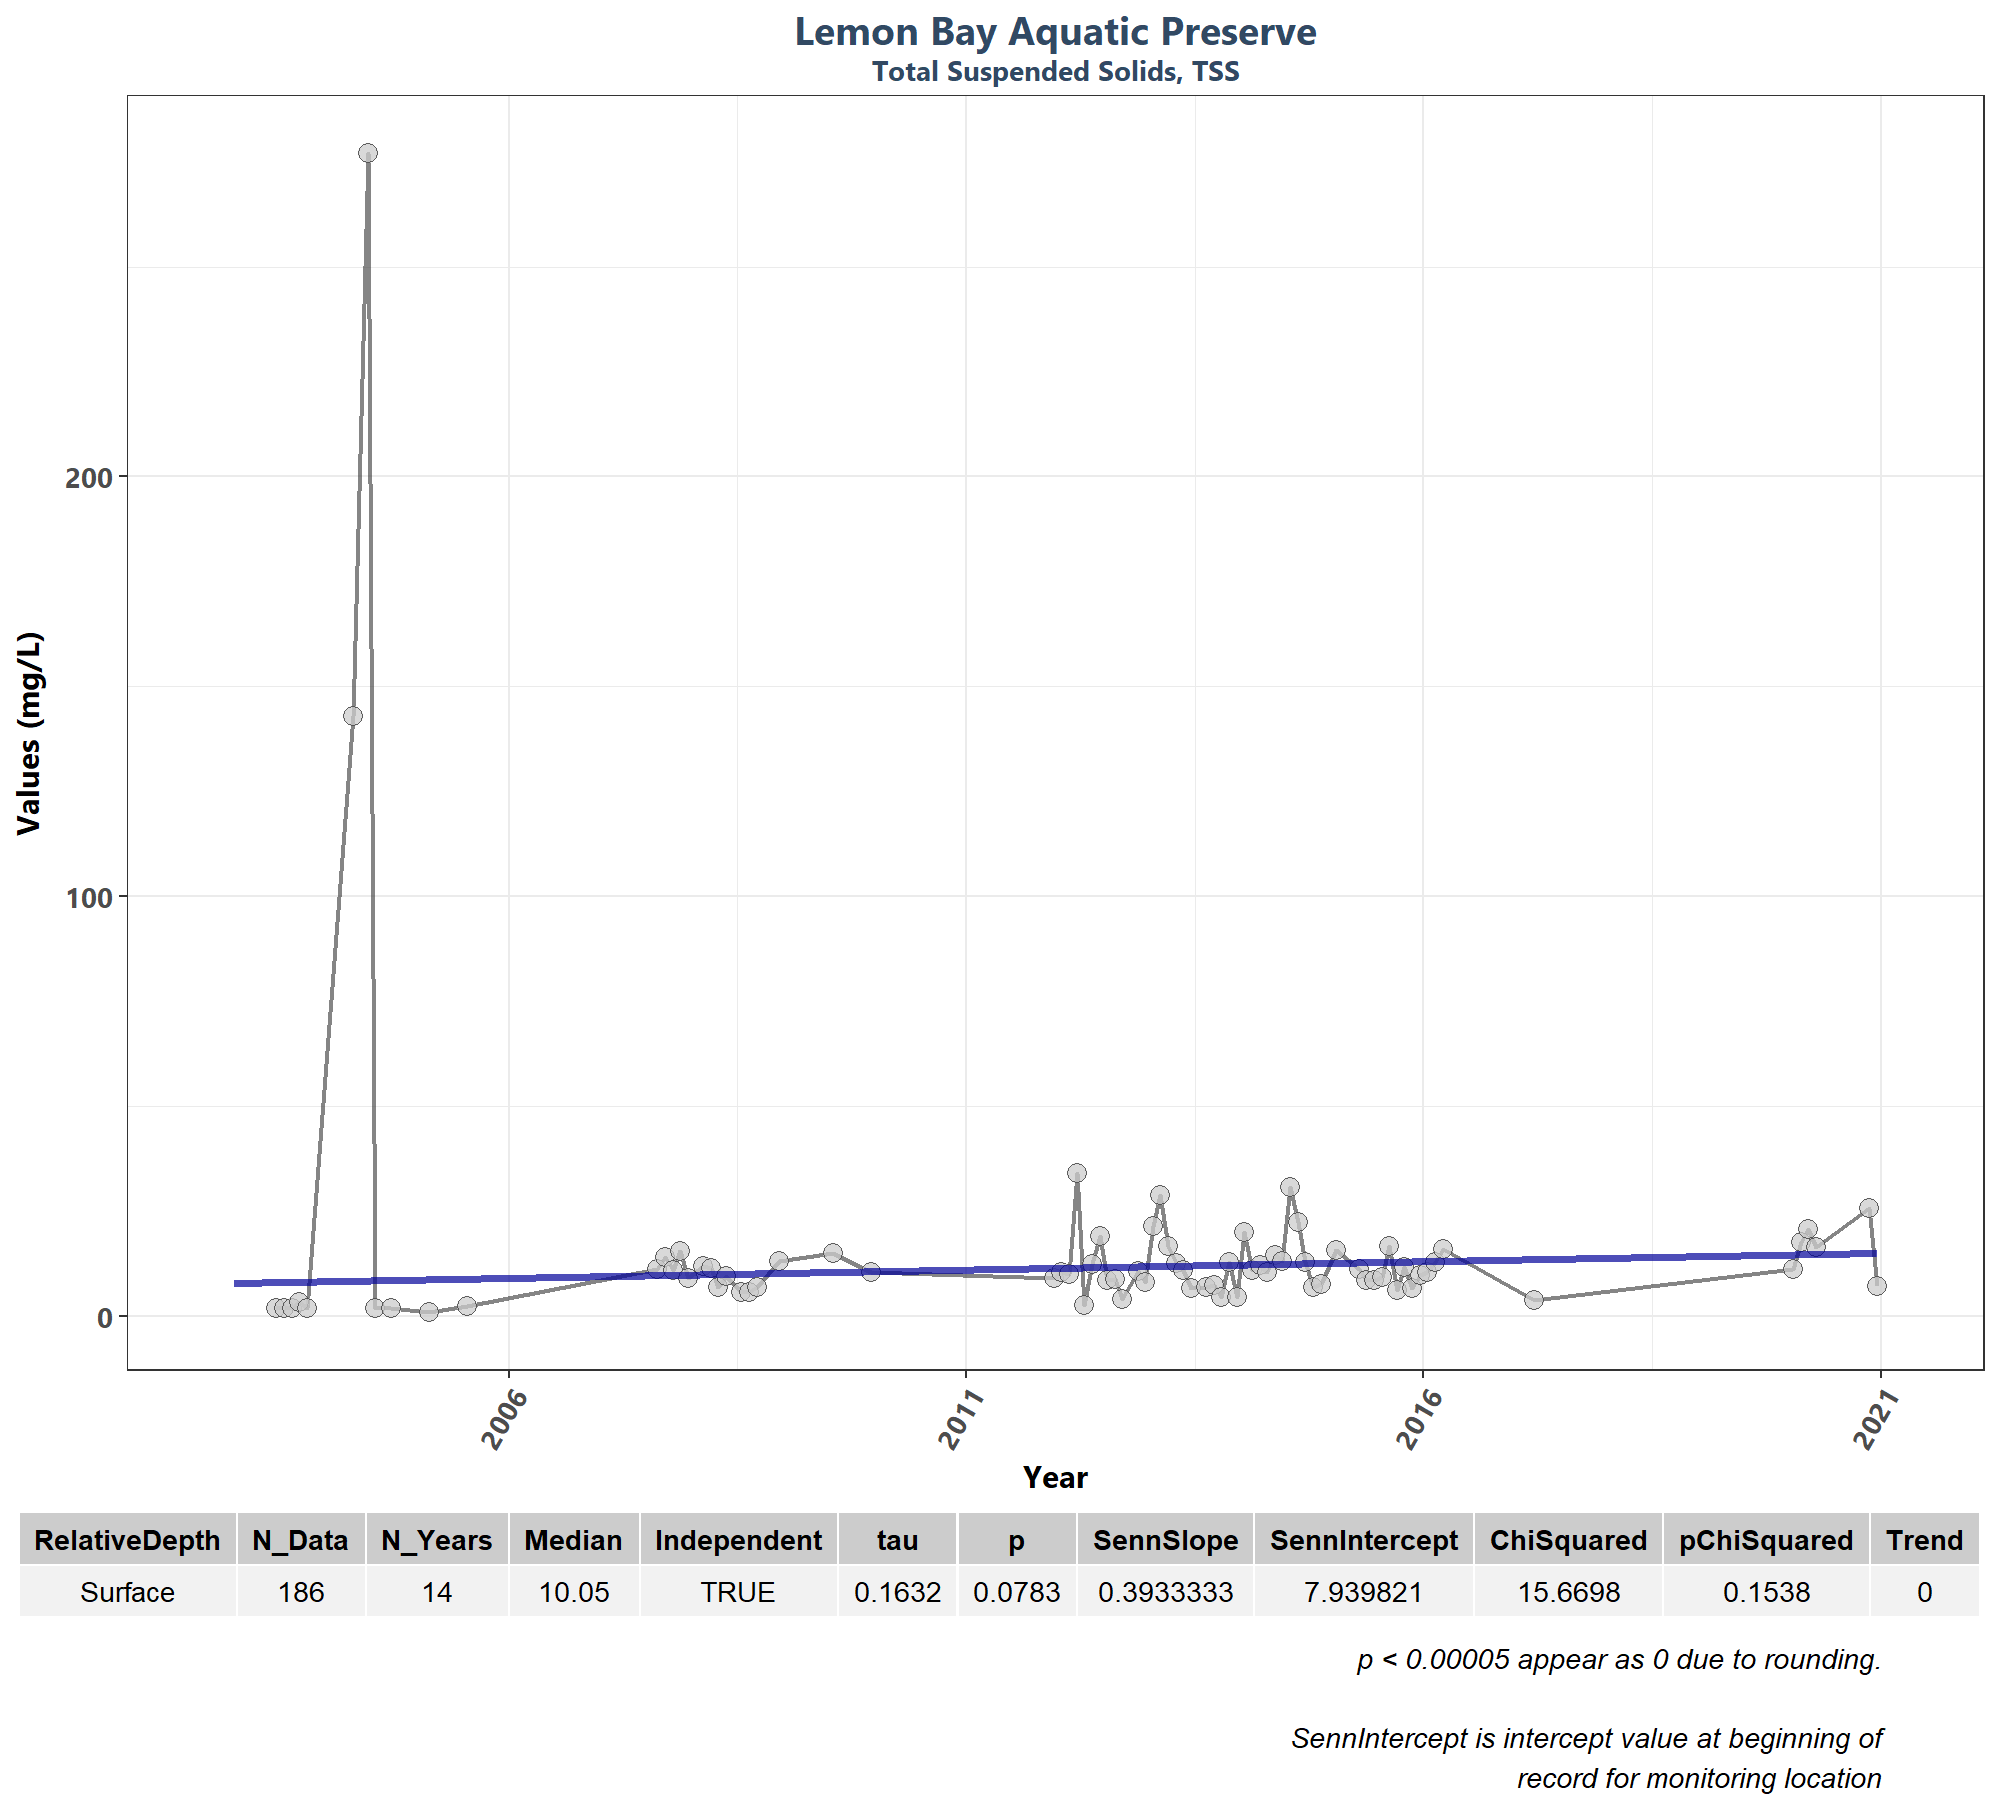 Lemon Bay Aquatic Preserve
Total Suspended Solids, TSS
Values (mg/L)
200
100
0
2006 2011 2016 2021
Year
RelativeDepth N_Data N_Years Median Independent tau p SennSlope SennIntercept ChiSquared pChiSquared Trend
Surface 186 14 10.05 TRUE 0.1632 0.0783 0.3933333 7.939821 15.6698 0.1538 0
p < 0.00005 appear as 0 due to rounding.
SennIntercept is intercept value at beginning of
record for monitoring location